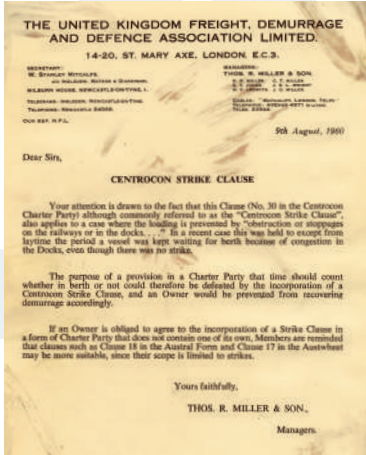 THE UNITED KINGDOM FREIGHT, DEMURRAGE
AND DEFENCE ASSOCIATION LIMITED.
14-20, ST. MARY AXE, LONDON, E.C.3.
SECRETARY:
W. STANLEY METCALFE,
MILBURN HOUSE, NEWCASTLE-ON-TYNE, 1.
MANAGERS:
THOS. R. MILLER & SON.
9th August, 1960
Dear Sirs,
CENTROCON STRIKE CLAUSE
Your attention is drawn to the fact that this Clause (No. 30 in the Centrocon
Charter Party) although commonly referred to as the “Centrocon Strike Clause”,
also applies to a case where the loading is prevented by “obstruction or stoppages
on the railways or in the docks. . . .” In a recent case this was held to except from
laytime the period a vessel was kept waiting for berth because of congestion in
the Docks, even though there was no strike.
The purpose of a provision in a Charter Party that time should count
whether in berth or not could therefore be defeated by the incorporation of a
Centrocon Strike Clause, and an Owner would be prevented from recovering
demurrage accordingly.
If an Owner is obliged to agree to the incorporation of a Strike Clause in
a form of Charter Party that does not contain one of its own, Members are reminded
that clauses such as Clause 18 in the Austral Form and Clause 17 in the Austwheat
may be more suitable, since their scope is limited to strikes.
Yours faithfully,
THOS. R. MILLER & SON.,
Managers.